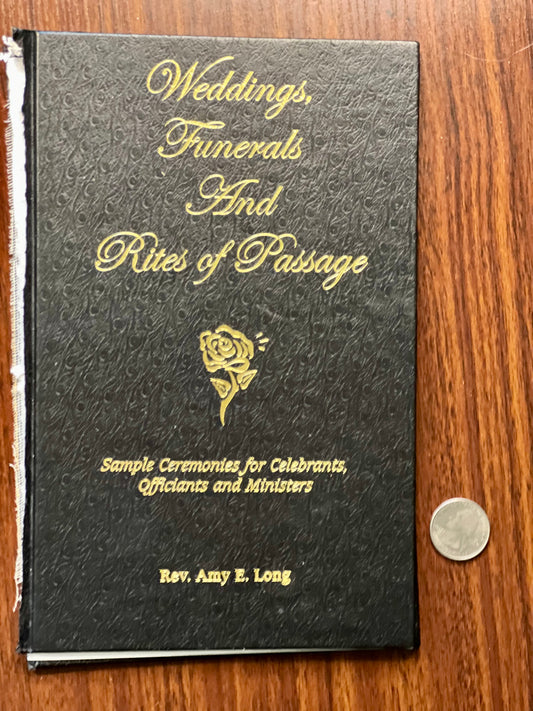 Weddings,
Funerals
And
Rites of Passage
Sample Ceremonies for Celebrants,
Officiants and Ministers
Rev. Amy E. Long